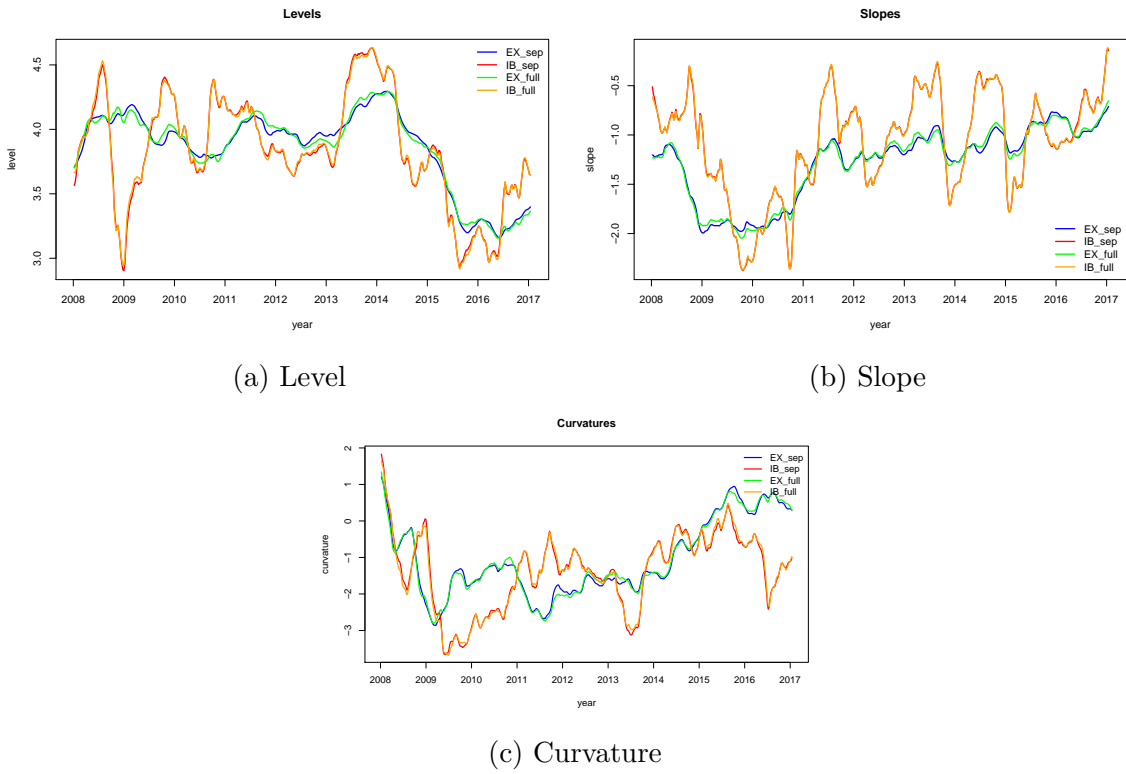 Levels
EX_sep
IB_sep
EX_full
IB_full
level
4.5
4.0
3.5
3.0
2008 2009 2010 2011 2012 2013 2014 2015 2016 2017
year
(a) Level
Slopes
slope
−0.5
−1.0
−1.5
−2.0
EX_sep
IB_sep
EX_full
IB_full
2008 2009 2010 2011 2012 2013 2014 2015 2016 2017
year
(b) Slope
Curvatures
EX_sep
IB_sep
EX_full
IB_full
curvature
2
1
0
−1
−2
−3
2008 2009 2010 2011 2012 2013 2014 2015 2016 2017
year
(c) Curvature